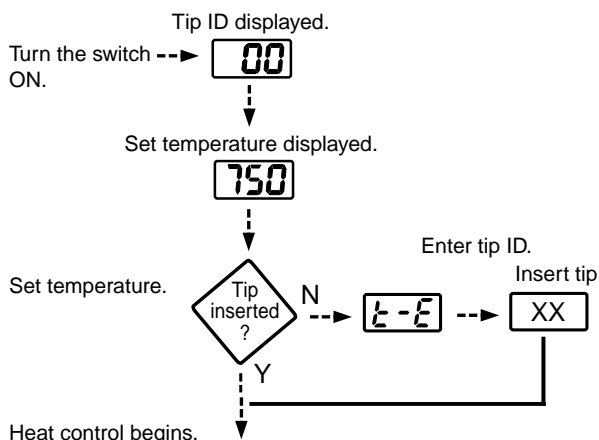 Tip ID displayed.
Turn the switch
ON.
00
Set temperature displayed.
750
Enter tip ID.
Insert tip
Set temperature.
Tip
inserted
?
N
t-E
XX
Y
Heat control begins.